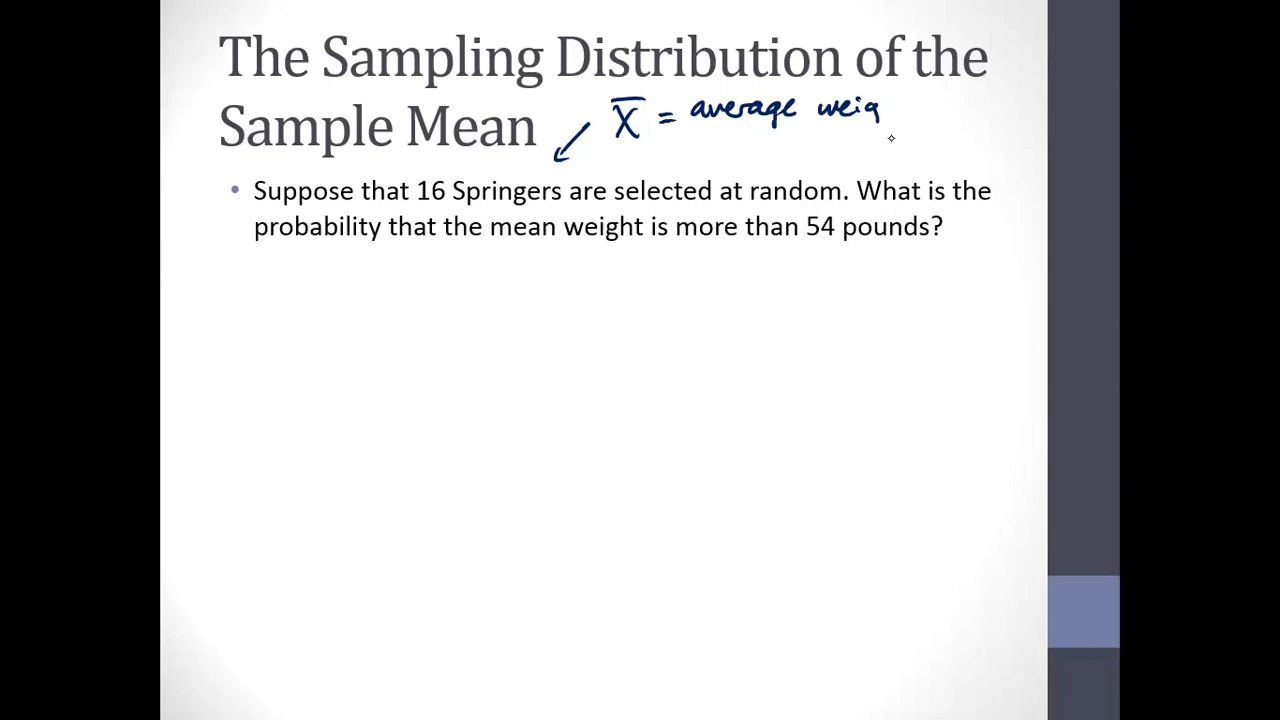 The Sampling Distribution of the
Sample Mean
X̄ = average weig
• Suppose that 16 Springers are selected at random. What is the
probability that the mean weight is more than 54 pounds?